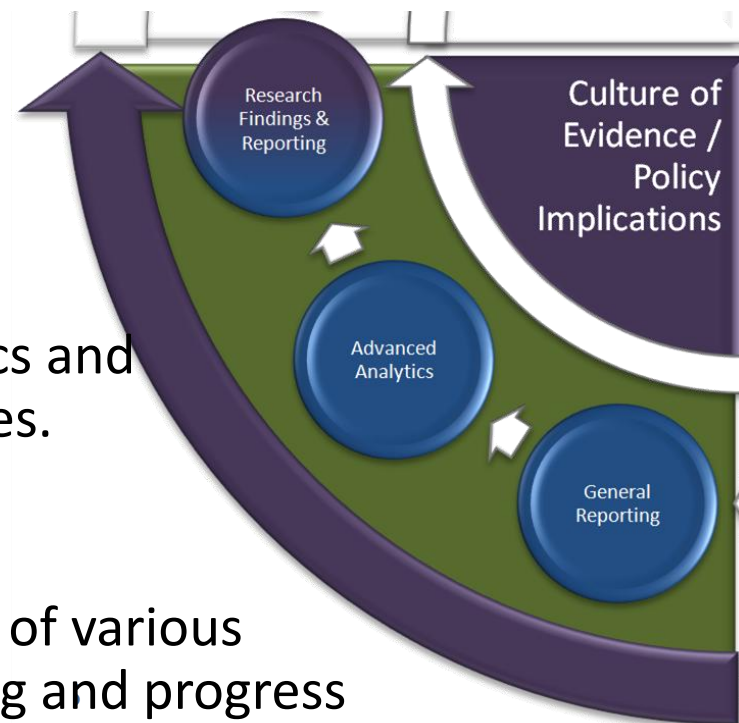 Research
Findings &
Reporting
Culture of
Evidence /
Policy
Implications
Advanced
Analytics
cs and
es.
General
Reporting
of various
g and progress